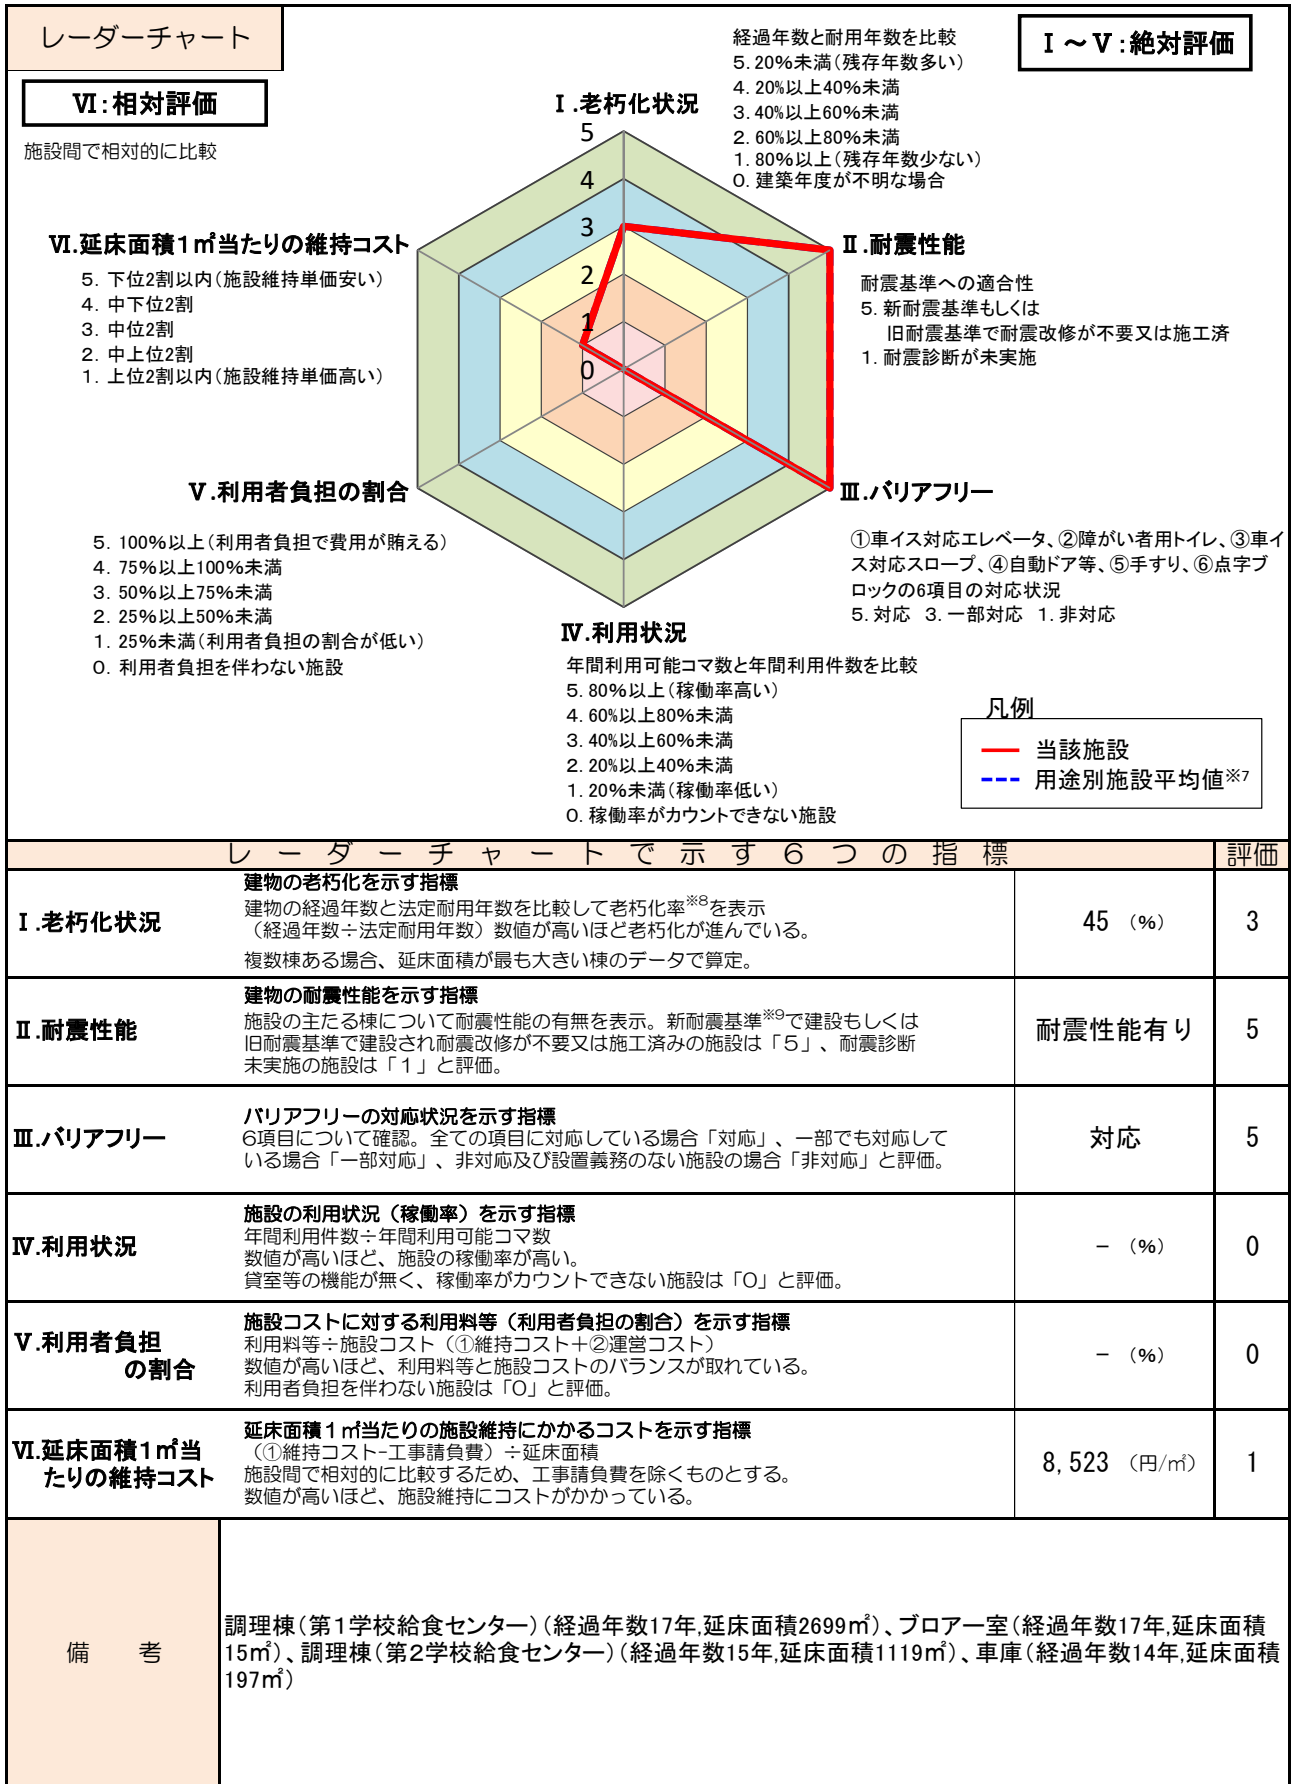 レーダーチャート
Ⅰ～Ⅴ：絶対評価
Ⅵ：相対評価
施設間で相対的に比較
Ⅰ.老朽化状況
経過年数と耐用年数を比較
5. 20%未満（残存年数多い）
4. 20%以上40%未満
3. 40%以上60%未満
2. 60%以上80%未満
1. 80%以上（残存年数少ない）
0. 建築年度が不明な場合
5
4
3
2
1
0
Ⅵ.延床面積1㎡当たりの維持コスト
5. 下位2割以内（施設維持単価安い）
4. 中下位2割
3. 中位2割
2. 中上位2割
1. 上位2割以内（施設維持単価高い）
Ⅱ.耐震性能
耐震基準への適合性
5. 新耐震基準もしくは
旧耐震基準で耐震改修が不要又は施工済
1. 耐震診断が未実施
Ⅴ.利用者負担の割合
5. 100%以上（利用者負担で費用が賄える）
4. 75%以上100%未満
3. 50%以上75%未満
2. 25%以上50%未満
1. 25%未満（利用者負担の割合が低い）
0. 利用者負担を伴わない施設
Ⅲ.バリアフリー
①車イス対応エレベータ、②障がい者用トイレ、③車イ
ス対応スロープ、④自動ドア等、⑤手すり、⑥点字ブ
ロックの6項目の対応状況
5. 対応 3. 一部対応 1. 非対応
Ⅳ.利用状況
年間利用可能コマ数と年間利用件数を比較
5. 80%以上（稼働率高い）
4. 60%以上80%未満
3. 40%以上60%未満
2. 20%以上40%未満
1. 20%未満（稼働率低い）
0. 稼働率がカウントできない施設
凡例
当該施設
用途別施設平均値※7
レーダーチャートで示す6つの指標 評価
Ⅰ.老朽化状況
建物の老朽化を示す指標
建物の経過年数と法定耐用年数を比較して老朽化率※8を表示
（経過年数÷法定耐用年数）数値が高いほど老朽化が進んでいる。
複数棟ある場合、延床面積が最も大きい棟のデータで算定。
45 （%） 3
Ⅱ.耐震性能
建物の耐震性能を示す指標
施設の主たる棟について耐震性能の有無を表示。新耐震基準※9で建設もしくは
旧耐震基準で建設され耐震改修が不要又は施工済みの施設は「5」、耐震診断
未実施の施設は「1」と評価。
耐震性能有り 5
Ⅲ.バリアフリー
バリアフリーの対応状況を示す指標
6項目について確認。全ての項目に対応している場合「対応」、一部でも対応して
いる場合「一部対応」、非対応及び設置義務のない施設の場合「非対応」と評価。
対応 5
Ⅳ.利用状況
施設の利用状況（稼働率）を示す指標
年間利用件数÷年間利用可能コマ数
数値が高いほど、施設の稼働率が高い。
貸室等の機能が無く、稼働率がカウントできない施設は「0」と評価。
－ （%） 0
Ⅴ.利用者負担
の割合
施設コストに対する利用料等（利用者負担の割合）を示す指標
利用料等÷施設コスト（①維持コスト＋②運営コスト）
数値が高いほど、利用料等と施設コストのバランスが取れている。
利用者負担を伴わない施設は「0」と評価。
－ （%） 0
Ⅵ.延床面積1㎡当
たりの維持コスト
延床面積1㎡当たりの施設維持にかかるコストを示す指標
（①維持コスト-工事請負費）÷延床面積
施設間で相対的に比較するため、工事請負費を除くものとする。
数値が高いほど、施設維持にコストがかかっている。
8,523 （円/㎡） 1
備 考
調理棟（第1学校給食センター）（経過年数17年,延床面積2699㎡）、ブロアー室（経過年数17年,延床面積
15㎡）、調理棟（第2学校給食センター）（経過年数15年,延床面積1119㎡）、車庫（経過年数14年,延床面積
197㎡）